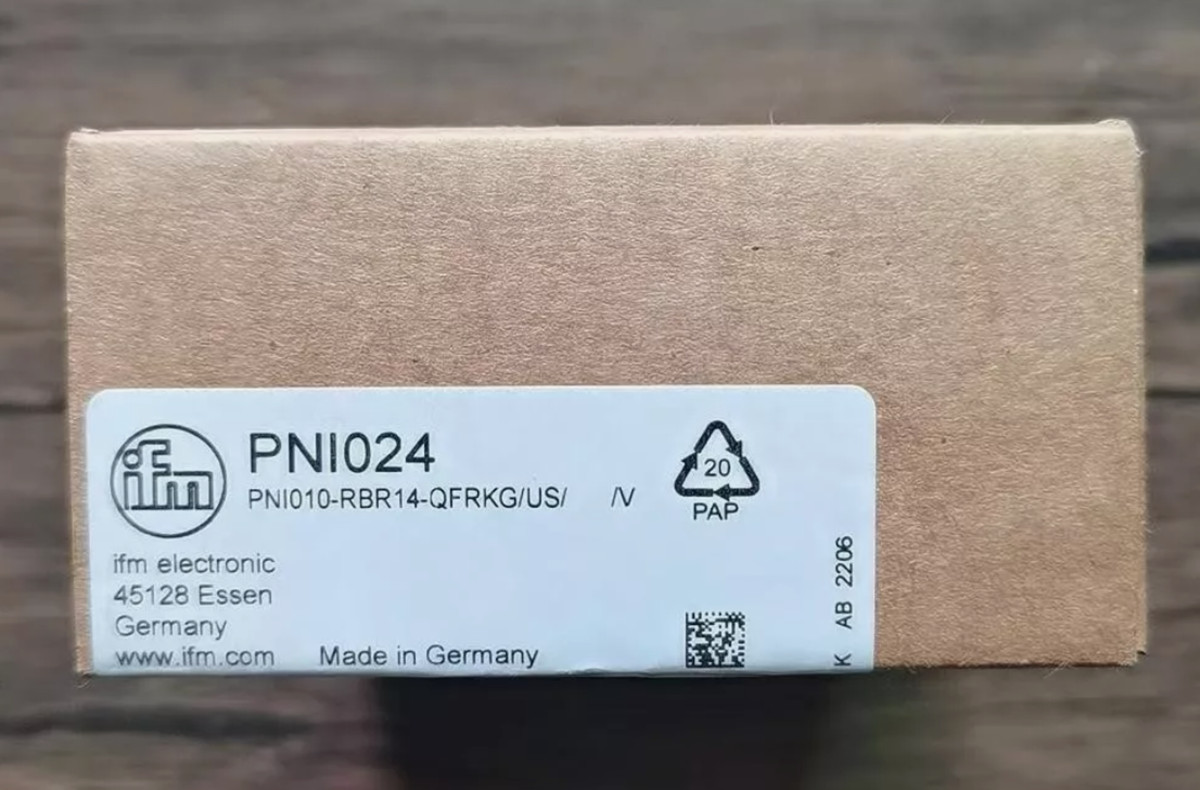 ifm
PNI024
PNI010-RBR14-QFRKG/US/ /V
20
PAP
ifm electronic
45128 Essen
Germany
www.ifm.com
Made in Germany
K AB 2206